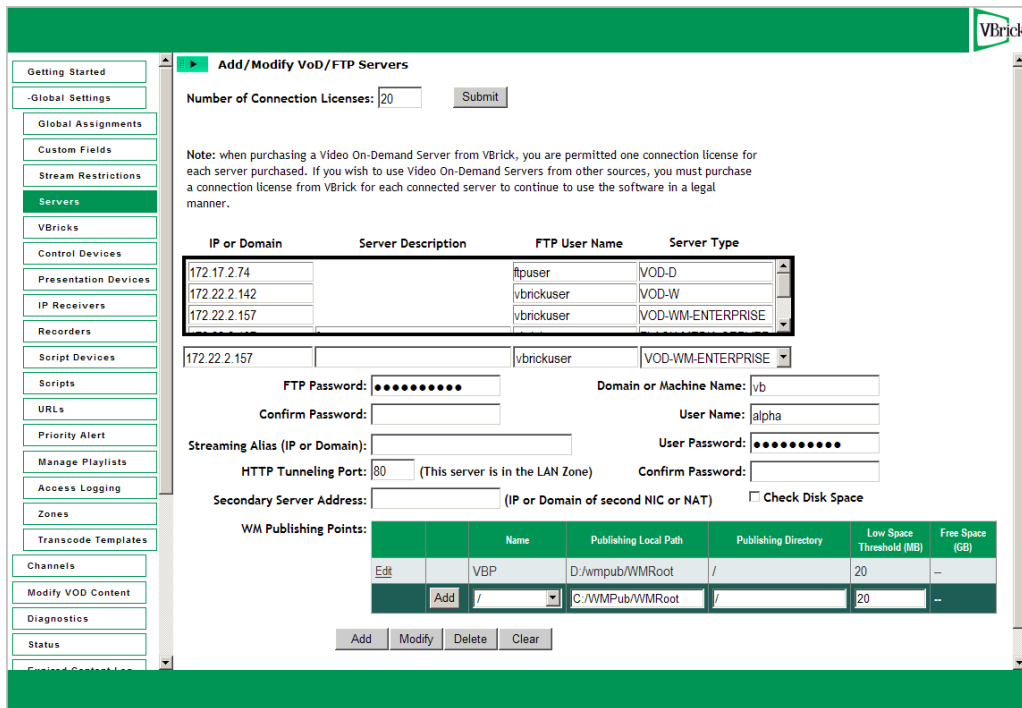 VBrick
Getting Started
-Global Settings
Global Assignments
Custom Fields
Stream Restrictions
Servers
VBricks
Control Devices
Presentation Devices
IP Receivers
Recorders
Script Devices
Scripts
URLs
Priority Alert
Manage Playlists
Access Logging
Zones
Transcode Templates
Channels
Modify VOD Content
Diagnostics
Status
Expired Content Log
Add/Modify VoD/FTP Servers
Number of Connection Licenses: 20 Submit
Note: when purchasing a Video On-Demand Server from VBrick, you are permitted one connection license for
each server purchased. If you wish to use Video On-Demand Servers from other sources, you must purchase
a connection license from VBrick for each connected server to continue to use the software in a legal
manner.
IP or Domain Server Description FTP User Name Server Type
172.17.2.74 ftpuser VOD-D
172.22.2.142 vbrickuser VOD-W
172.22.2.157 vbrickuser VOD-WM-ENTERPRISE
172.22.2.157 vbrickuser VOD-WM-ENTERPRISE
FTP Password: ●●●●●●●●●● Domain or Machine Name: vb
Confirm Password: User Name: alpha
Streaming Alias (IP or Domain): User Password: ●●●●●●●●●●
HTTP Tunneling Port: 80 (This server is in the LAN Zone) Confirm Password:
Secondary Server Address: (IP or Domain of second NIC or NAT) Check Disk Space
WM Publishing Points:
Name Publishing Local Path Publishing Directory Low Space Threshold (MB) Free Space (GB)
Edit VBP D:/wmpub/WMRoot / 20 --
Add / C:/WMPub/WMRoot / 20 --
Add Modify Delete Clear